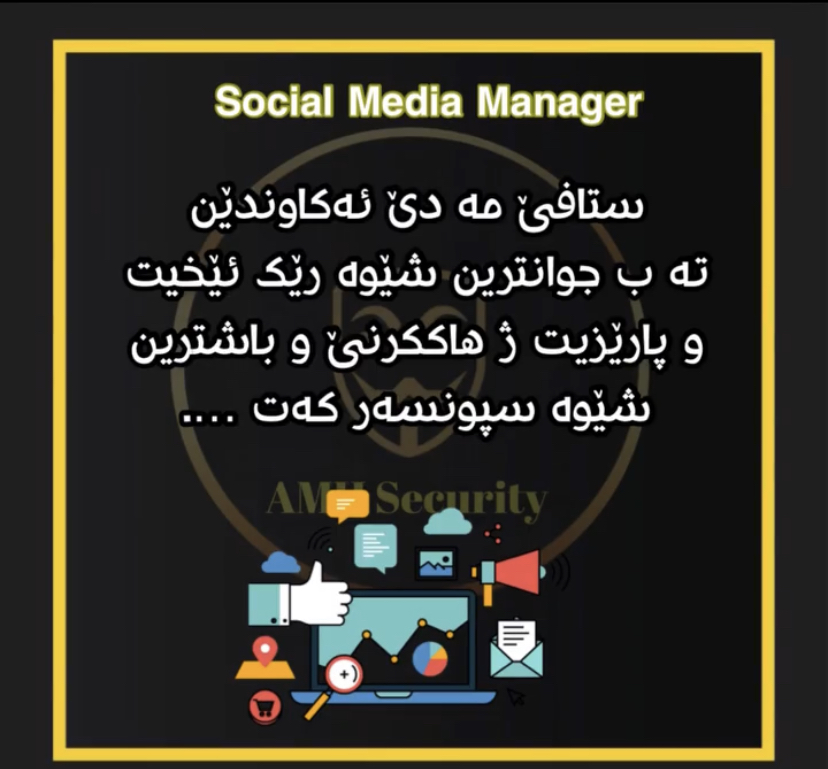 Social Media Manager
ستافێ مە دێ ئەکاوندێن
تە ب جوانترین شێوە رێک ئێخیت
و پارێزیت ژ هاککرنێ و باشترین
شێوە سپونسەر کەت ....
AMH Security